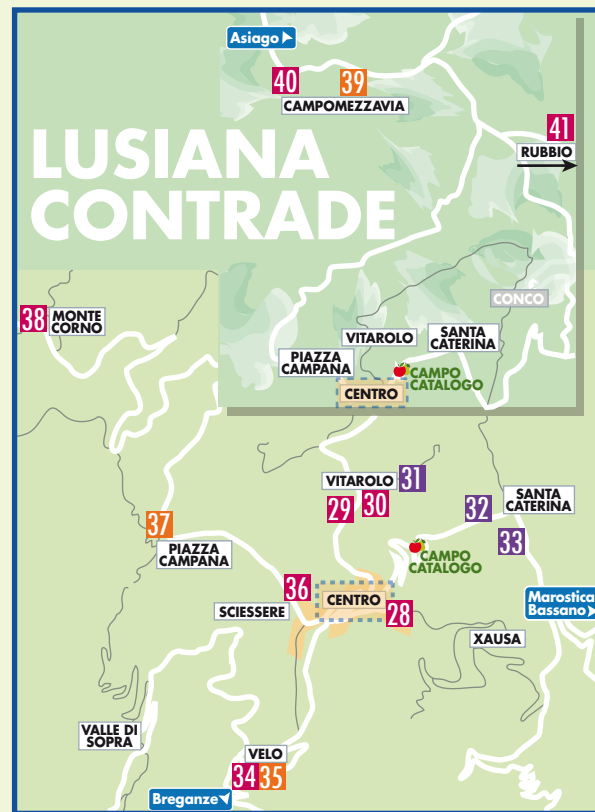 Asiago
40
39
CAMPOMEZZAVIA
41
RUBBIO
LUSIANA
CONTRADE
CONCO
38
MONTE
CORNO
VITAROLO
SANTA
CATERINA
PIAZZA
CAMPANA
CAMPO
CATALOGO
CENTRO
VITAROLO
31
29
30
32
SANTA
CATERINA
33
37
PIAZZA
CAMPANA
CAMPO
CATALOGO
36
CENTRO
28
SCIESSERE
Marostica
Bassano
XAUSA
VALLE DI
SOPRA
VELO
34
35
Breganze